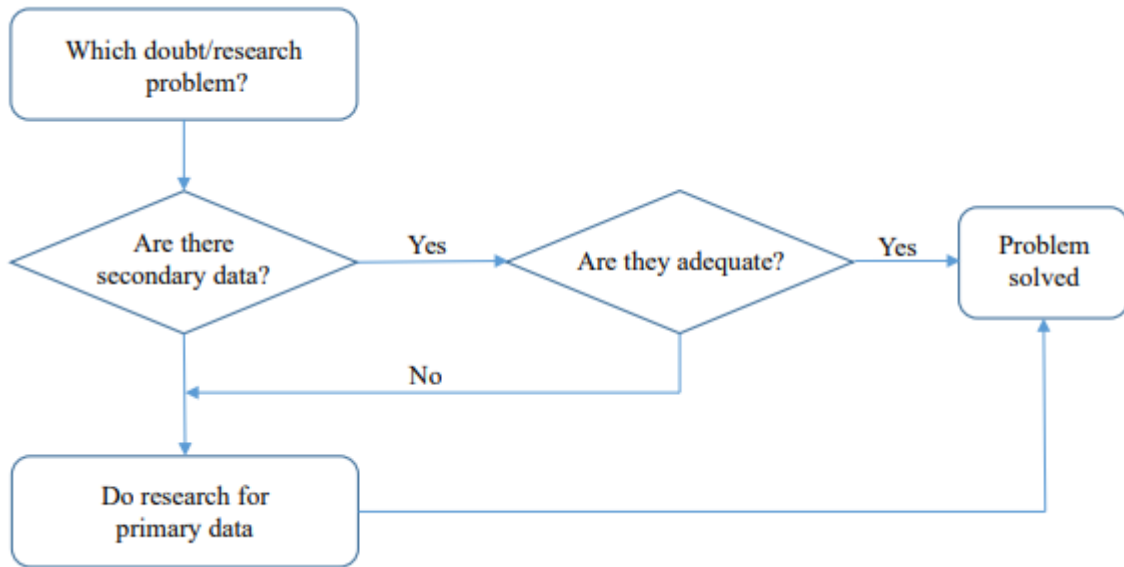 Which doubt/research
problem?
Are there
secondary data?
Yes
Are they adequate?
Yes
Problem
solved
No
Do research for
primary data